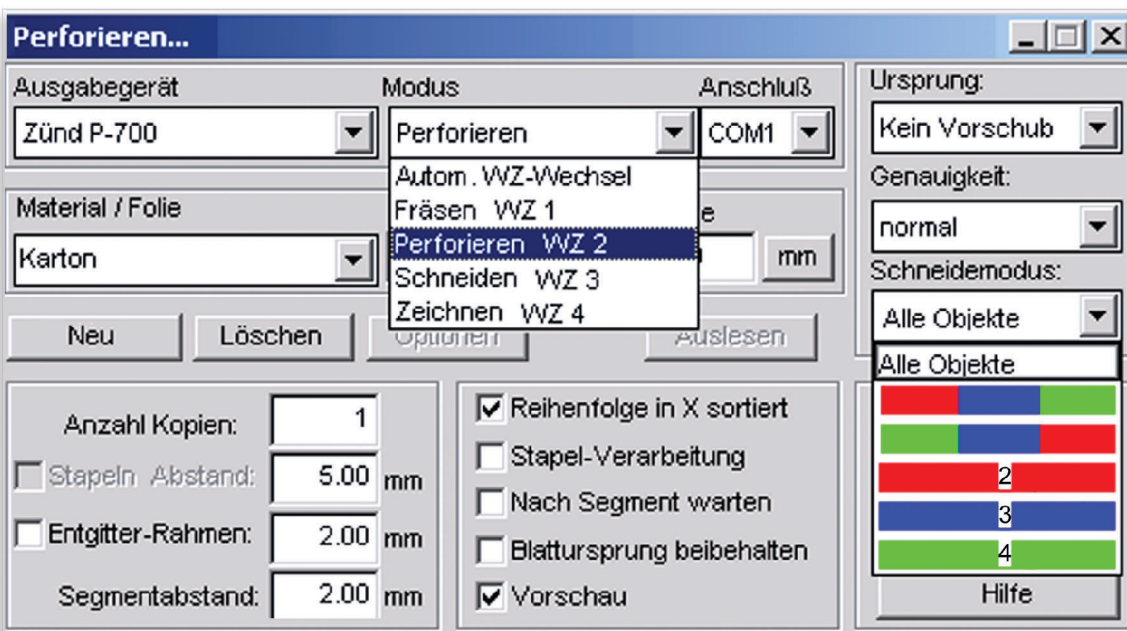 Perforieren...
Ausgabegerät Modus Anschluß
Zünd P-700 Perforieren COM1
Autom. WZ-Wechsel
Fräsen WZ 1
Perforieren WZ 2
Schneiden WZ 3
Zeichnen WZ 4
Material / Folie
Karton
mm
Neu Löschen Optionen Auslesen
Ursprung:
Kein Vorschub
Genauigkeit:
normal
Schneidemodus:
Alle Objekte
Alle Objekte
2
3
4
Hilfe
Anzahl Kopien: 1
Stapeln Abstand: 5.00 mm
Entgitter-Rahmen: 2.00 mm
Segmentabstand: 2.00 mm
Reihenfolge in X sortiert
Stapel-Verarbeitung
Nach Segment warten
Blattursprung beibehalten
Vorschau